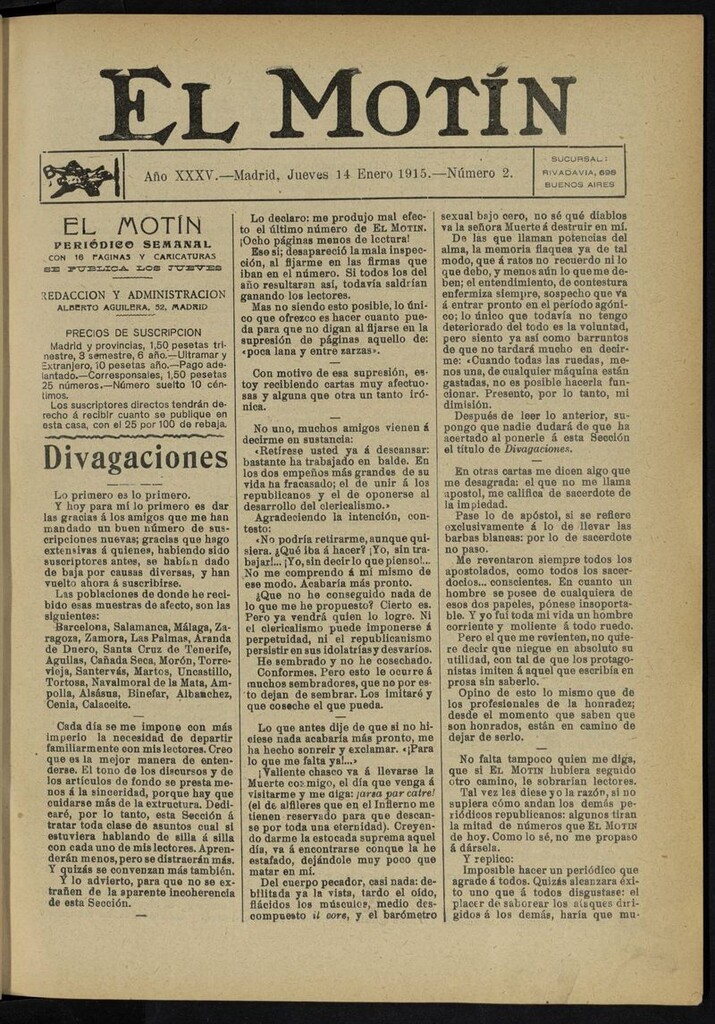 EL MOTÍN
Año XXXV.—Madrid, Jueves 14 Enero 1915.—Número 2.
SUCURSAL:
RIVADAVIA, 698
BUENOS AIRES
EL MOTÍN
PERIÓDICO SEMANAL
CON 16 PAGINAS Y CARICATURAS
SE PUBLICA LOS JUEVES
REDACCION Y ADMINISTRACION
ALBERTO AGUILERA, 52, MADRID
PRECIOS DE SUSCRIPCION
Madrid y provincias, 1,50 pesetas tri-
nestre, 3 semestre, 6 año.—Ultramar y
Extranjero, 10 pesetas año.—Pago ade-
lantado.—Corresponsales, 1,50 pesetas
25 números.—Número suelto 10 cén-
timos.
Los suscriptores directos tendrán de-
recho á recibir cuanto se publique en
esta casa, con el 25 por 100 de rebaja.
Divagaciones
Lo primero es lo primero.
Y hoy para mí lo primero es dar
las gracias á los amigos que me han
mandado un buen número de sus-
cripciones nuevas; gracias que hago
extensivas á quienes, habiendo sido
suscriptores antes, se habían dado
de baja por causas diversas, y han
vuelto ahora á suscribirse.
Las poblaciones de donde he reci-
bido esas muestras de afecto, son las
siguientes:
Barcelona, Salamanca, Málaga, Za-
ragoza, Zamora, Las Palmas, Aranda
de Duero, Santa Cruz de Tenerife,
Aguilas, Cañada Seca, Morón, Torre-
vieja, Santervás, Martos, Uncastillo,
Tortosa, Navalmoral de la Mata, Am-
polla, Alsásua, Binefar, Albanchez,
Cenia, Calaceite.
Cada día se me impone con más
imperio la necesidad de departir
familiarmente con mis lectores. Creo
que es la mejor manera de enten-
derse. El tono de los discursos y de
los artículos de fondo se presta me-
nos á la sinceridad, porque hay que
cuidarse más de la extructura. Dedi-
caré, por lo tanto, esta Sección á
tratar toda clase de asuntos cual si
estuviera hablando de silla á silla
con cada uno de mis lectores. Apren-
derán menos, pero se distraerán más.
Y quizás se convenzan más también.
Y lo advierto, para que no se ex-
trañen de la aparente incoherencia
de esta Sección.
Lo declaro: me produjo mal efec-
to el último número de EL MOTIN.
¡Ocho páginas menos de lectura!
Eso sí; desapareció la mala inspec-
ción, al fijarme en las firmas que
iban en el número. Si todos los del
año resultaran así, todavía saldrían
ganando los lectores.
Mas no siendo esto posible, lo úni-
co que ofrezco es hacer cuanto pue-
da para que no digan al fijarse en la
supresión de páginas aquello de:
«poca lana y entre zarzas».
Con motivo de esa supresión, es-
toy recibiendo cartas muy afectuo-
sas y alguna que otra un tanto iró-
nica.
No uno, muchos amigos vienen á
decirme en sustancia:
«Retírese usted ya á descansar:
bastante ha trabajado en balde. En
los dos empeños más grandes de su
vida ha fracasado; el de unir á los
republicanos y el de oponerse al
desarrollo del clericalismo.»
Agradeciendo la intención, con-
testo:
«No podría retirarme, aunque qui-
siera. ¿Qué iba á hacer? ¡Yo, sin tra-
bajar!... ¡Yo, sin decir lo que pienso!...
No me comprendo á mí mismo de
ese modo. Acabaría más pronto.
¿Que no he conseguido nada de
lo que me he propuesto? Cierto es.
Pero ya vendrá quien lo logre. Ni
el clericalismo puede imponerse á
perpetuidad, ni el republicanismo
persistir en sus idolatrías y desvaríos.
He sembrado y no he cosechado.
Conformes. Pero esto le ocurre á
muchos sembradores, que no por es-
to dejan de sembrar. Los imitaré y
que coseche el que pueda.
Lo que antes dije de que si no hi-
ciese nada acabaría más pronto, me
ha hecho sonreir y exclamar. «¡Para
lo que me falta ya!...»
¡Valiente chasco va á llevarse la
Muerte conmigo, el día que venga á
visitarme y me diga: ¡arsa par catre!
(el de alfileres que en el Infierno me
tienen reservado para que descan-
se por toda una eternidad). Creyen-
do darme la estocada suprema aquel
día, va á encontrarse conque la he
estafado, dejándole muy poco que
matar en mí.
Del cuerpo pecador, casi nada: de-
bilitada ya la vista, tardo el oído,
flácidos los músculos, medio des-
compuesto il core, y el barómetro
sexual bajo cero, no sé qué diablos
va la señora Muerte á destruir en mí.
De las que llaman potencias del
alma, la memoria flaquea ya de tal
modo, que á ratos no recuerdo ni lo
que debo, y menos aún lo que me de-
ben; el entendimiento, de contestura
enfermiza siempre, sospecho que va
á entrar pronto en el período agóni-
co; lo único que todavía no tengo
deteriorado del todo es la voluntad,
pero siento ya así como barruntos
de que no tardará mucho en decir-
me: «Cuando todas las ruedas, me-
nos una, de cualquier máquina están
gastadas, no es posible hacerla fun-
cionar. Presento, por lo tanto, mi
dimisión.
Después de leer lo anterior, su-
pongo que nadie dudará de que ha
acertado al ponerle á esta Sección
el título de Divagaciones.
En otras cartas me dicen algo que
me desagrada: el que no me llama
apostol, me califica de sacerdote de
la impiedad.
Pase lo de apóstol, si se refiere
exclusivamente á lo de llevar las
barbas blancas: por lo de sacerdote
no paso.
Me reventaron siempre todos los
apostolados, como todos los sacer-
docios... conscientes. En cuanto un
hombre se posee de cualquiera de
esos dos papeles, pónese insoporta-
ble. Y yo fuí toda mi vida un hombre
corriente y moliente á todo ruedo.
Pero el que me revienten, no quie-
re decir que niegue en absoluto su
utilidad, con tal de que los protago-
nistas imiten á aquel que escribía en
prosa sin saberlo.
Opino de esto lo mismo que de
los profesionales de la honradez;
desde el momento que saben que
son honrados, están en camino de
dejar de serlo.
No falta tampoco quien me diga,
que si EL MOTIN hubiera seguido
otro camino, le sobrarían lectores.
Tal vez les diese yo la razón, si no
supiera cómo andan los demás pe-
riódicos republicanos: algunos tiran
la mitad de números que EL MOTIN
de hoy. Como lo sé, no me propaso
á dársela.
Y replico:
Imposible hacer un periódico que
agrade á todos. Quizás alcanzara éxi-
to uno que á todos disgustase: el
placer de saborear los ataques diri-
gidos á los demás, haría que mu-